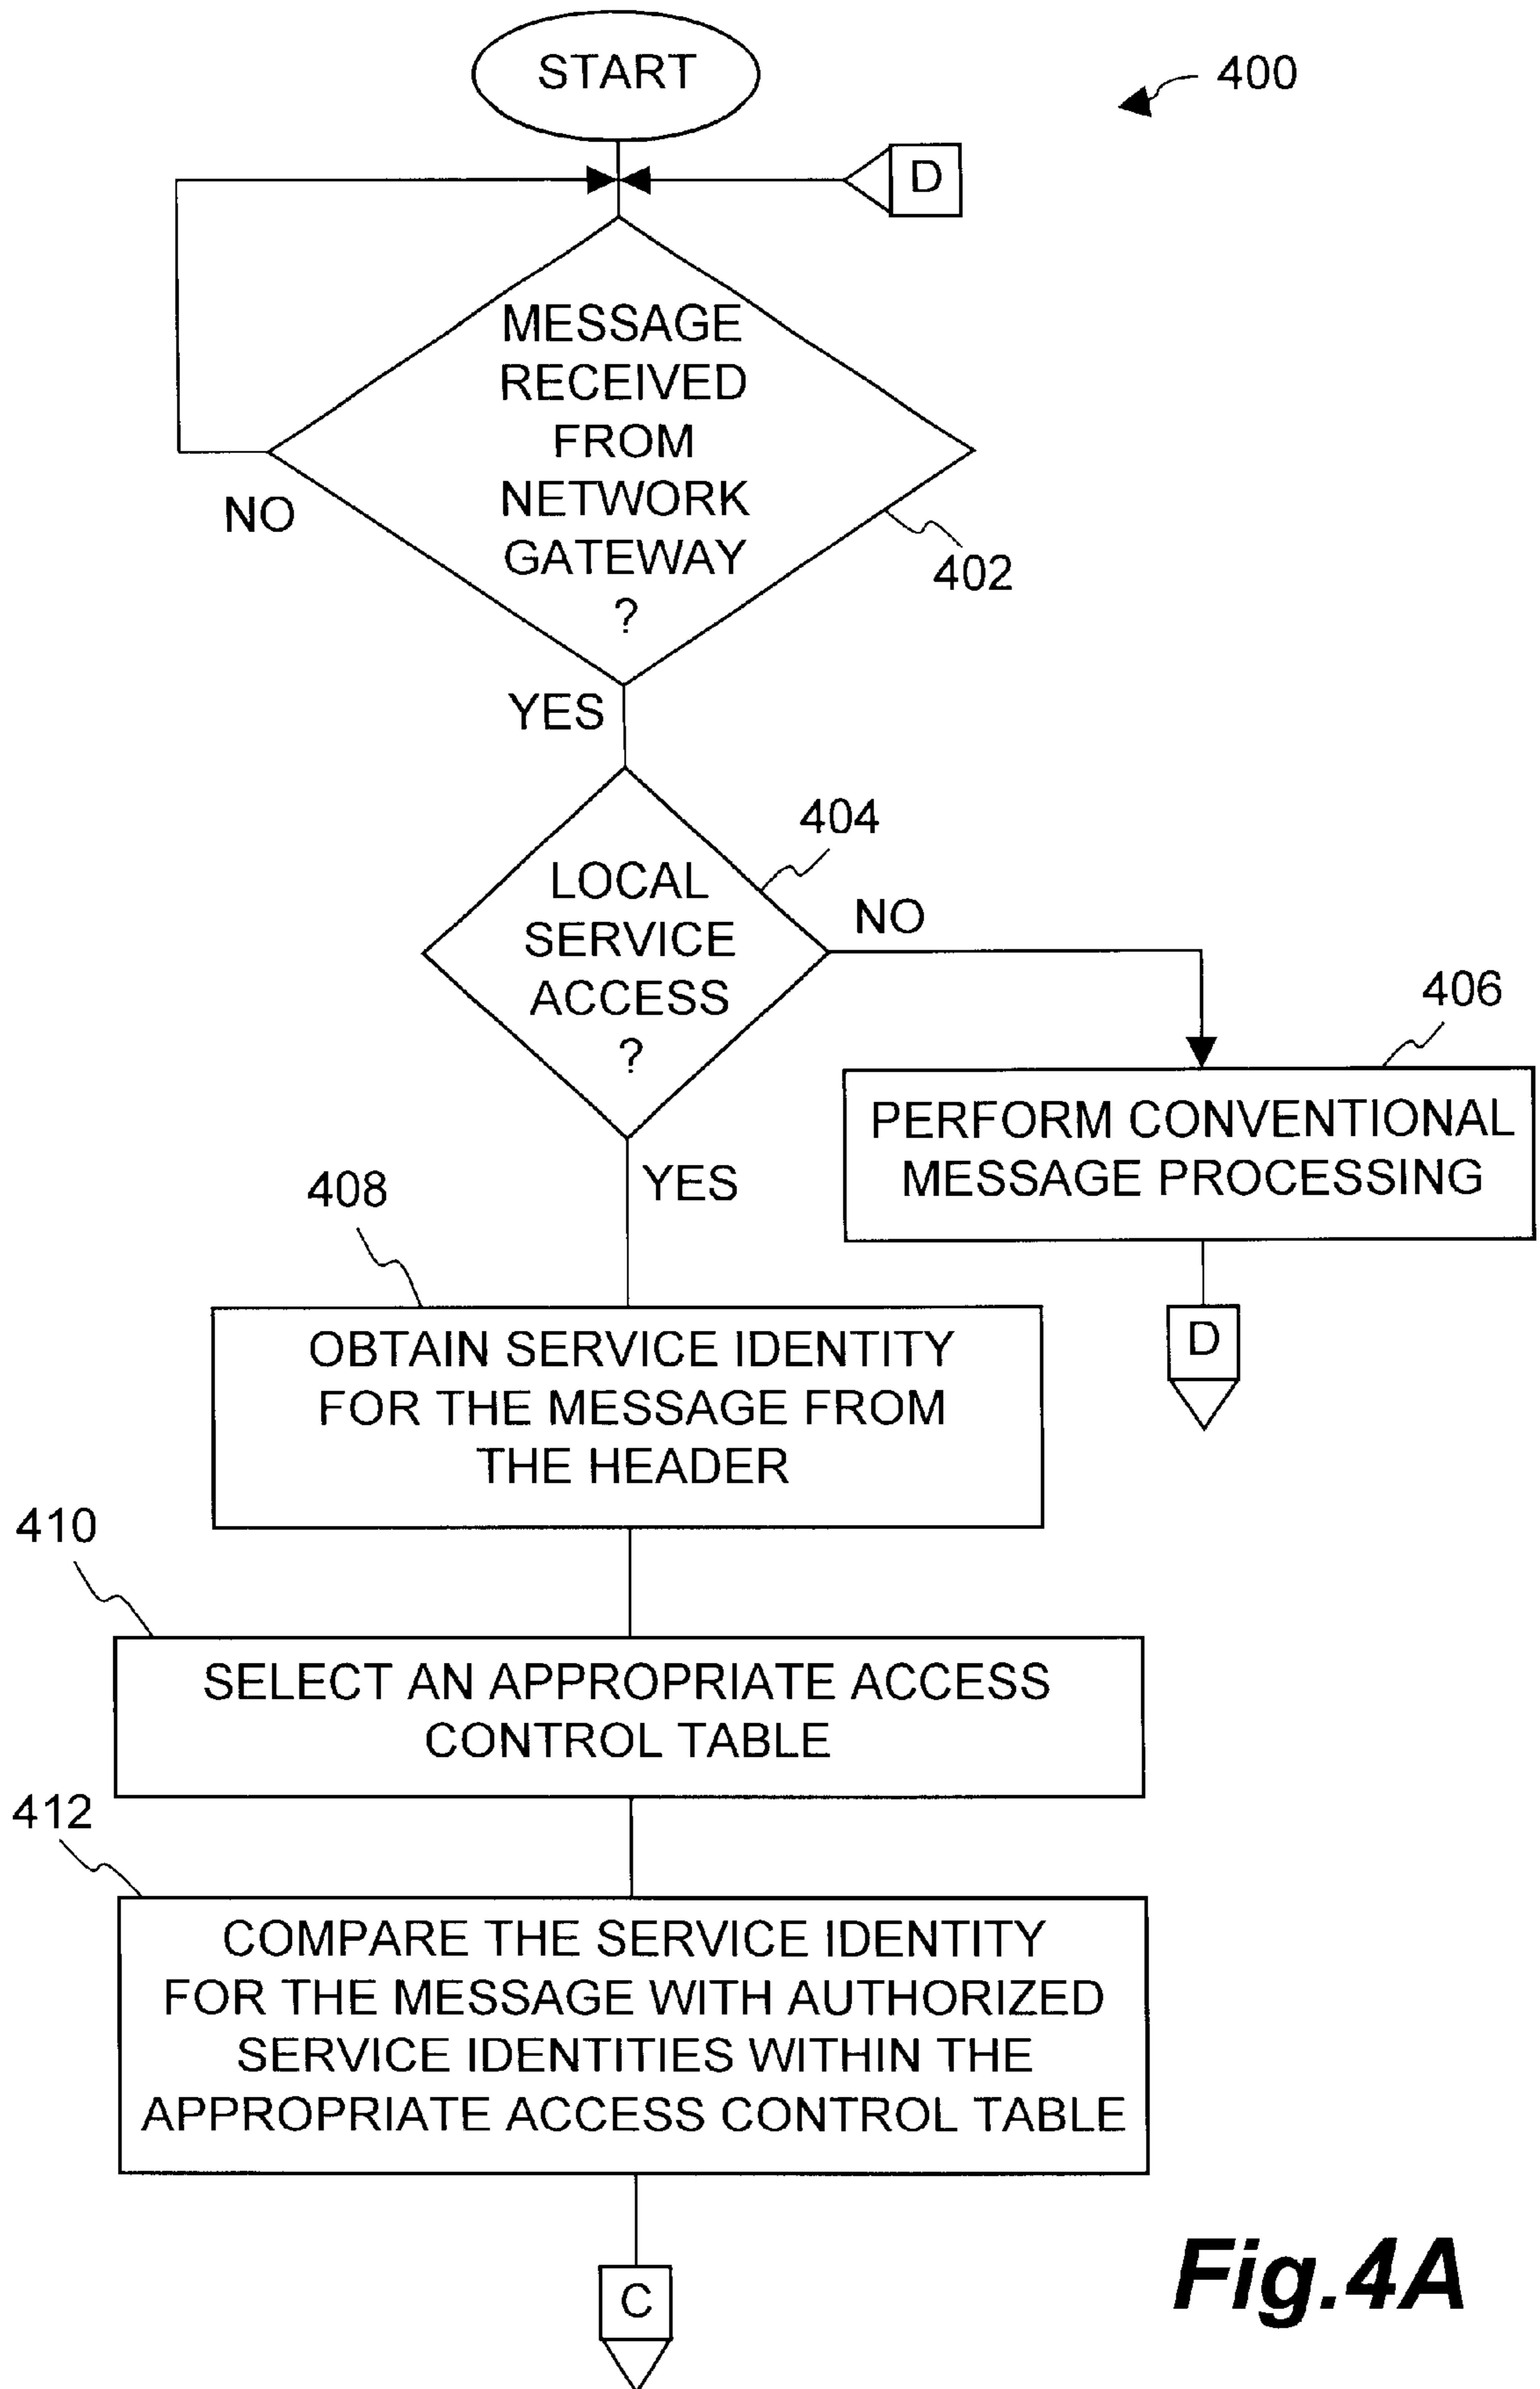 START
400
D
MESSAGE
RECEIVED
FROM
NETWORK
GATEWAY
?
NO
402
YES
404
LOCAL
SERVICE
ACCESS
?
NO
406
PERFORM CONVENTIONAL
MESSAGE PROCESSING
YES
408
D
OBTAIN SERVICE IDENTITY
FOR THE MESSAGE FROM
THE HEADER
410
SELECT AN APPROPRIATE ACCESS
CONTROL TABLE
412
COMPARE THE SERVICE IDENTITY
FOR THE MESSAGE WITH AUTHORIZED
SERVICE IDENTITIES WITHIN THE
APPROPRIATE ACCESS CONTROL TABLE
C
Fig.4A